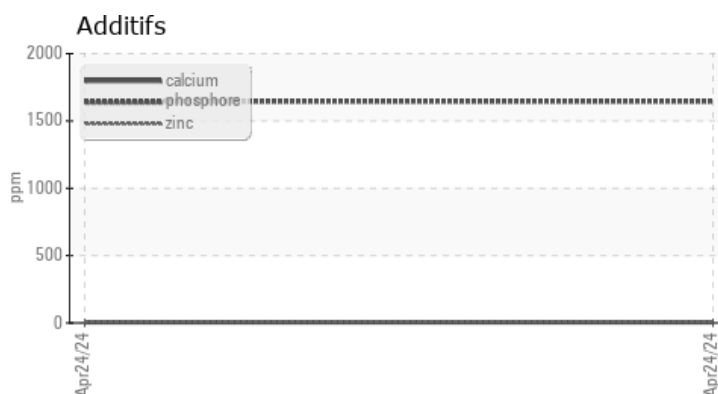 Additifs
2000
1500
1000
500
0
ppm
calcium
phosphore
zinc
Apr24/24
Apr24/24